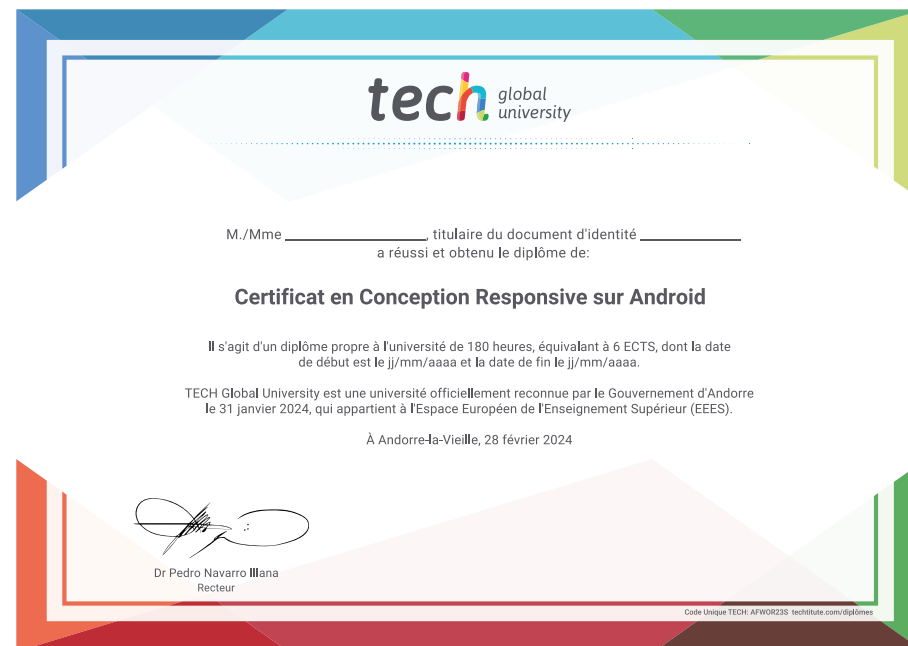 tech global university
M./Mme ____________________, titulaire du document d'identité ______________
a réussi et obtenu le diplôme de:
Certificat en Conception Responsive sur Android
Il s'agit d'un diplôme propre à l'université de 180 heures, équivalant à 6 ECTS, dont la date
de début est le jj/mm/aaaa et la date de fin le jj/mm/aaaa.
TECH Global University est une université officiellement reconnue par le Gouvernement d'Andorre
le 31 janvier 2024, qui appartient à l'Espace Européen de l'Enseignement Supérieur (EEES).
À Andorre-la-Vieille, 28 février 2024
Dr Pedro Navarro Illana
Recteur
Code Unique TECH: AFWOR23S techtitute.com/diplômes